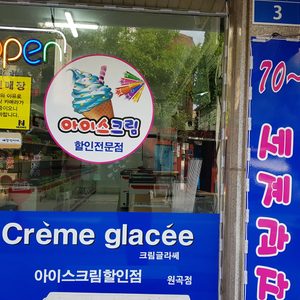 open
3
아이스크림
할인전문점
70~
세계과자
Crème glacée
크림글라쎄
아이스크림할인점
원곡점